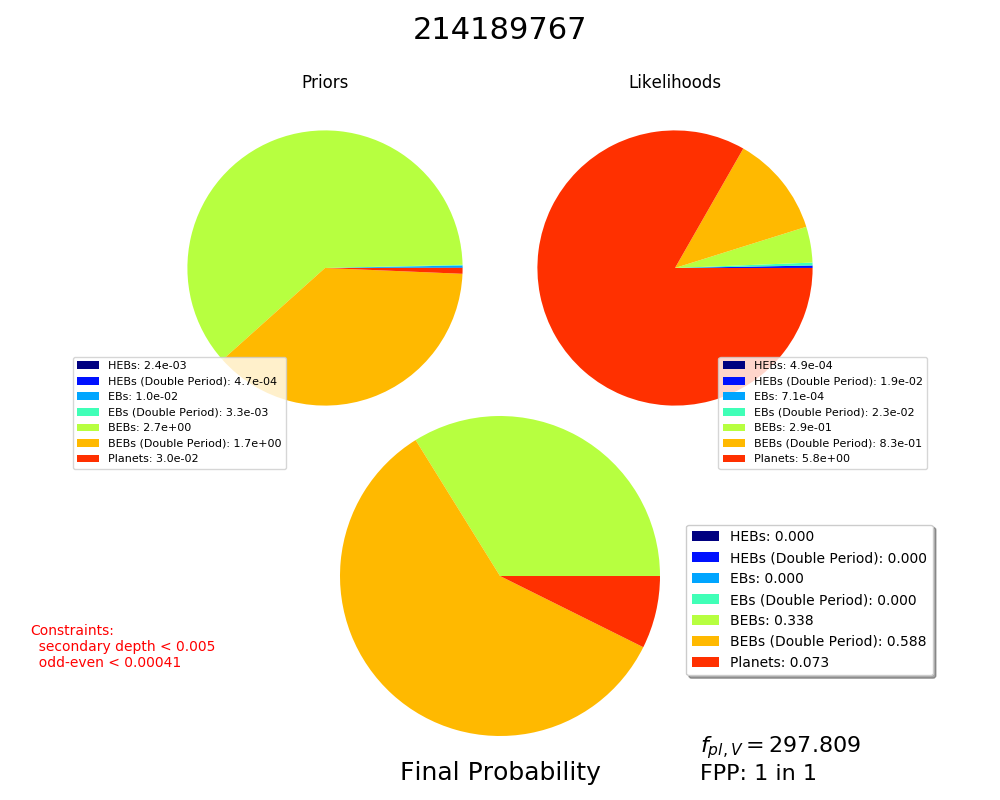 214189767
Priors
Likelihoods
HEBs: 2.4e-03
HEBs (Double Period): 4.7e-04
EBs: 1.0e-02
EBs (Double Period): 3.3e-03
BEBs: 2.7e+00
BEBs (Double Period): 1.7e+00
Planets: 3.0e-02
HEBs: 4.9e-04
HEBs (Double Period): 1.9e-02
EBs: 7.1e-04
EBs (Double Period): 2.3e-02
BEBs: 2.9e-01
BEBs (Double Period): 8.3e-01
Planets: 5.8e+00
HEBs: 0.000
HEBs (Double Period): 0.000
EBs: 0.000
EBs (Double Period): 0.000
BEBs: 0.338
BEBs (Double Period): 0.588
Planets: 0.073
Constraints:
secondary depth < 0.005
odd-even < 0.00041
Final Probability
f_{pl,V} = 297.809
FPP: 1 in 1